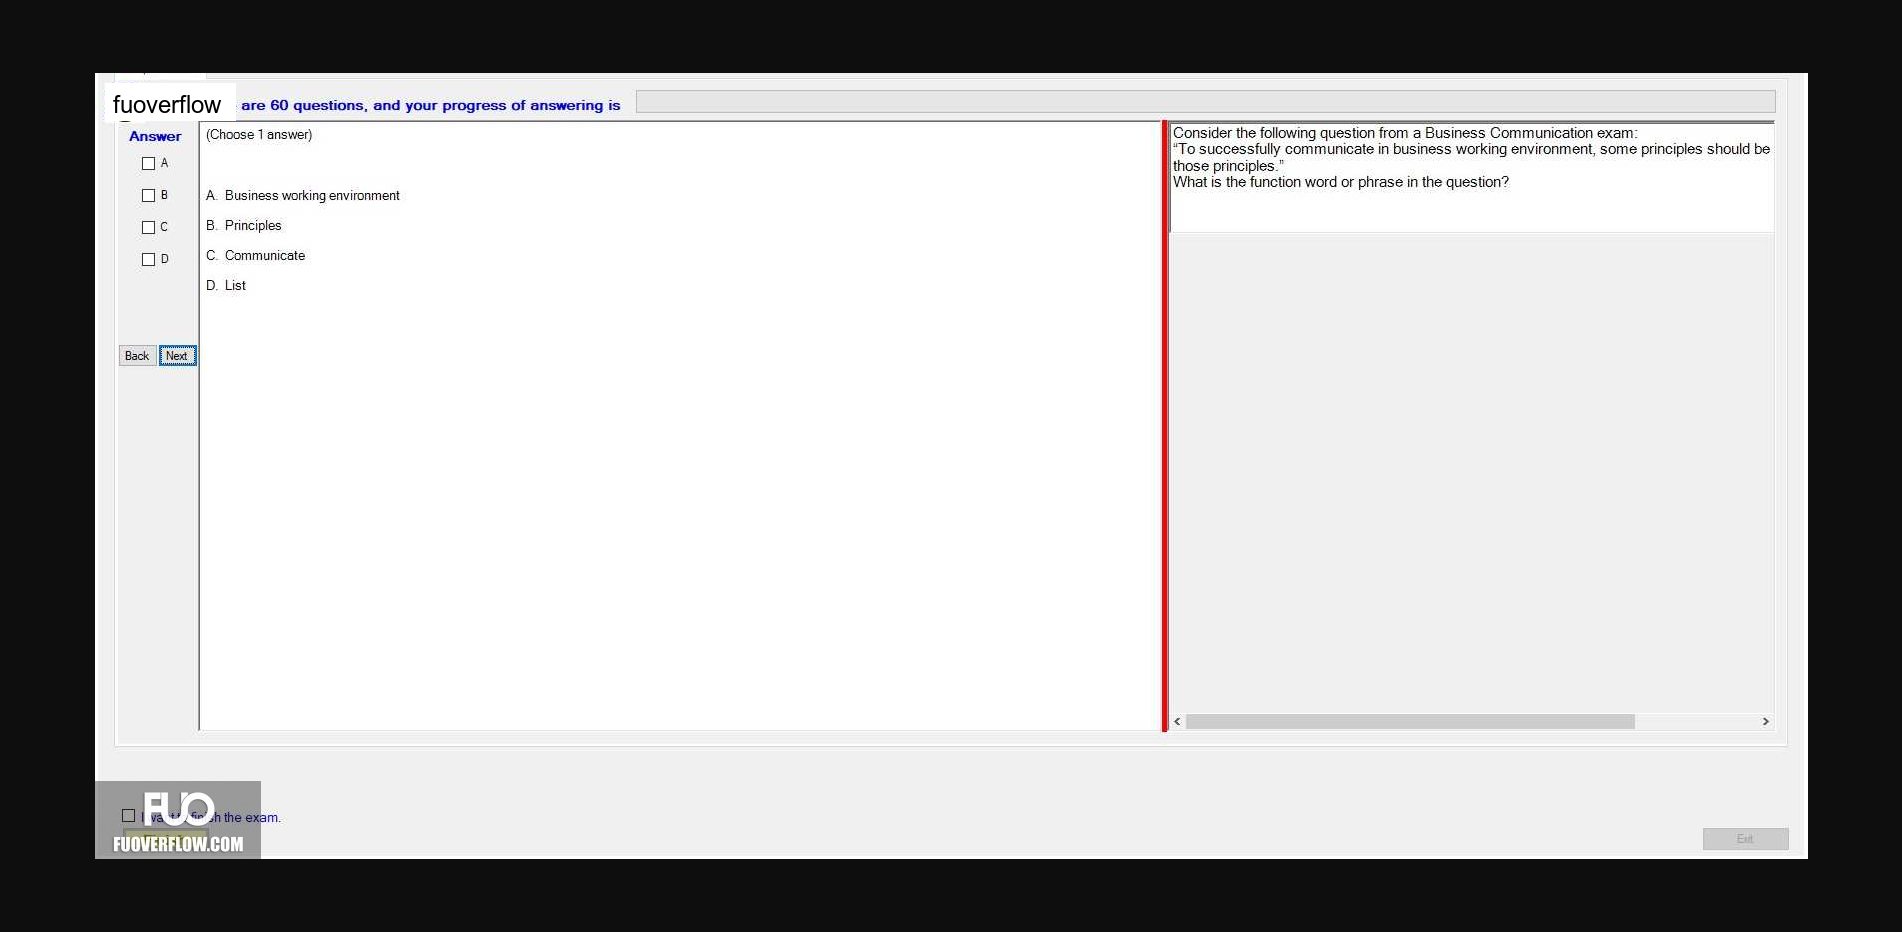 fuoverflow
are 60 questions, and your progress of answering is
Answer
A
B
C
D
Back Next
(Choose 1 answer)
A. Business working environment
B. Principles
C. Communicate
D. List
Consider the following question from a Business Communication exam:
“To successfully communicate in business working environment, some principles should be
those principles.”
What is the function word or phrase in the question?
FUO
I want to finish the exam.
FUOVERFLOW.COM
Exit